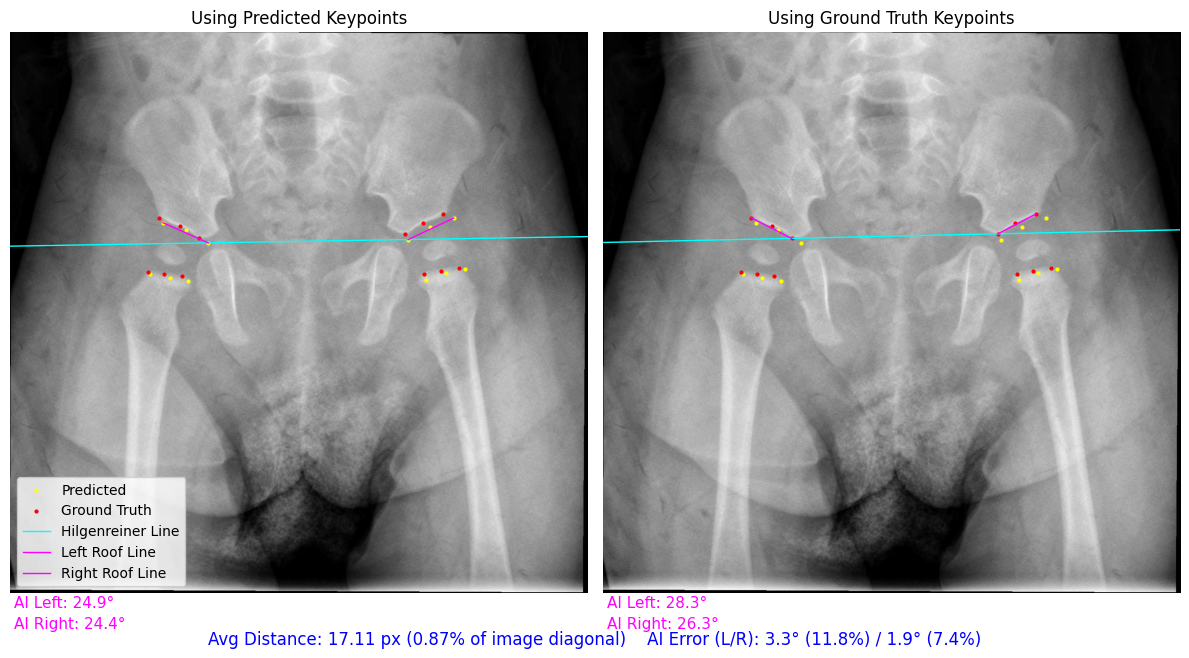 Using Predicted Keypoints
Using Ground Truth Keypoints
Predicted
Ground Truth
Hilgenreiner Line
Left Roof Line
Right Roof Line
AI Left: 24.9°
AI Right: 24.4°
AI Left: 28.3°
AI Right: 26.3°
Avg Distance: 17.11 px (0.87% of image diagonal)    AI Error (L/R): 3.3° (11.8%) / 1.9° (7.4%)